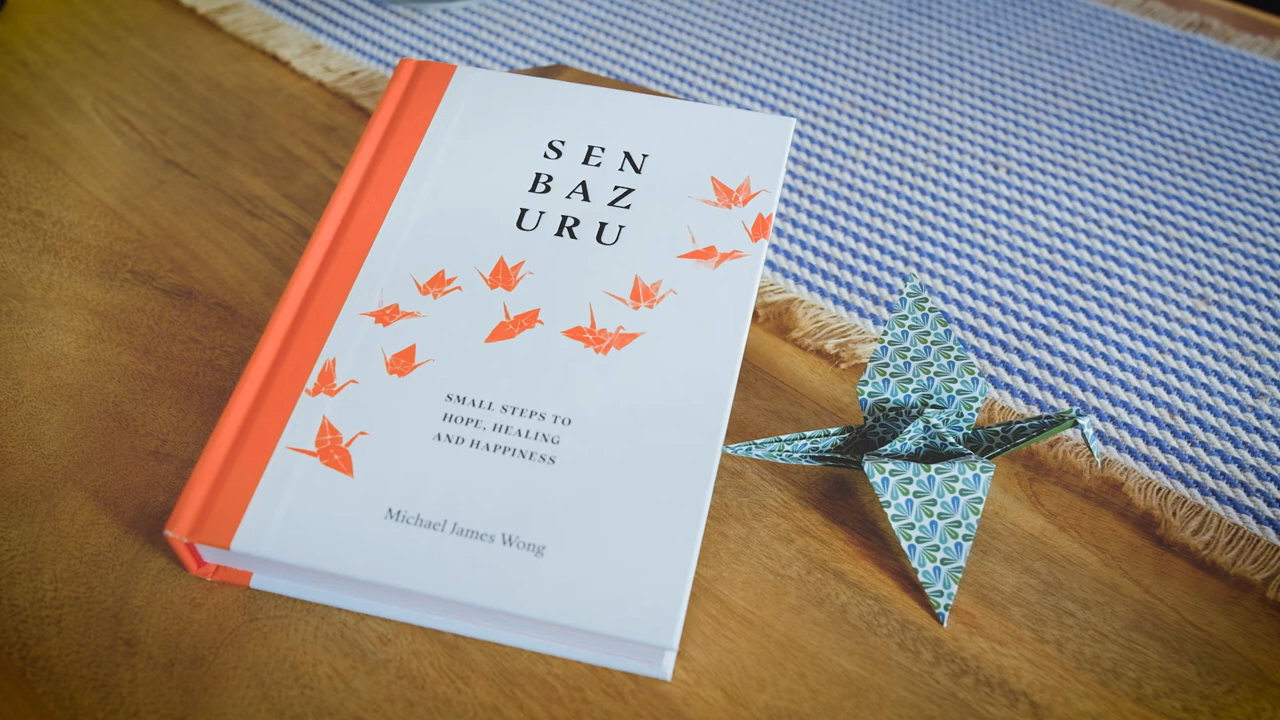 SEN
BAZ
URU
SMALL STEPS TO
HOPE, HEALING
AND HAPPINESS
Michael James Wong